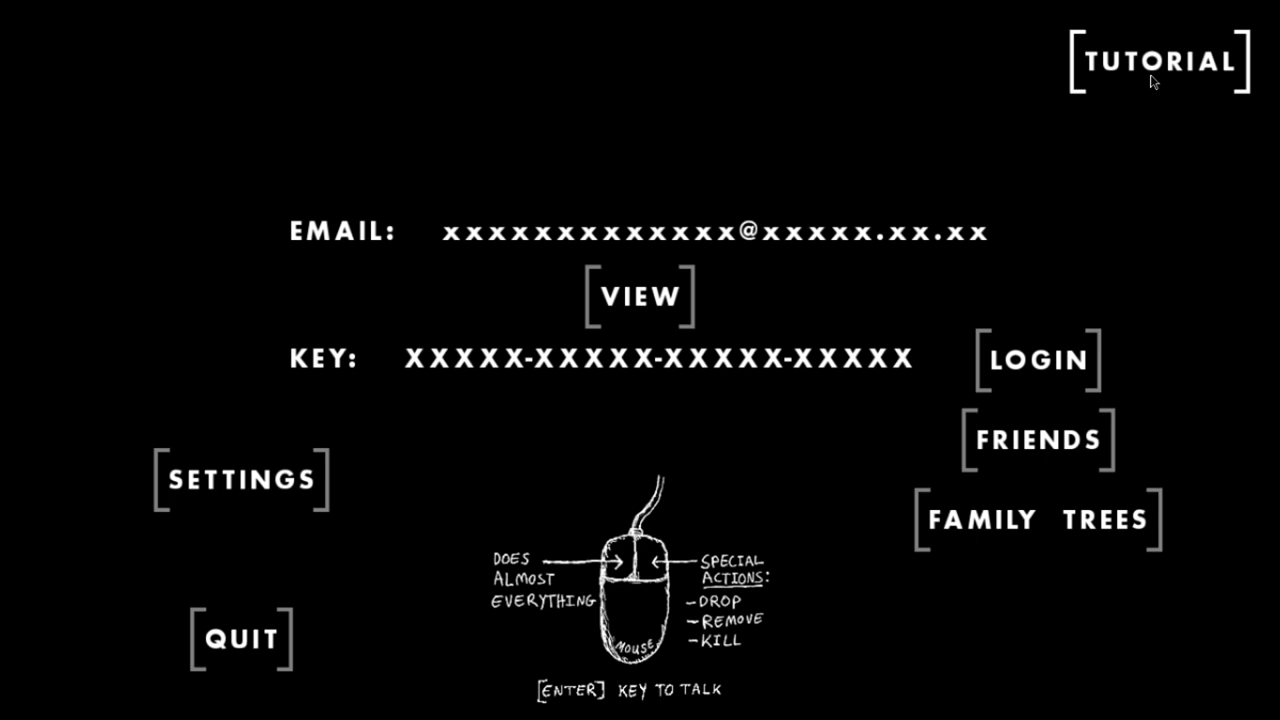 TUTORIAL
EMAIL: xxxxxxxxxxxxx@xxxxx.xx.xx
VIEW
KEY: XXXXX-XXXXX-XXXXX-XXXXX
LOGIN
FRIENDS
SETTINGS
FAMILY TREES
DOES
ALMOST
EVERYTHING
SPECIAL
ACTIONS:
-DROP
-REMOVE
-KILL
MOUSE
QUIT
[ENTER] KEY TO TALK